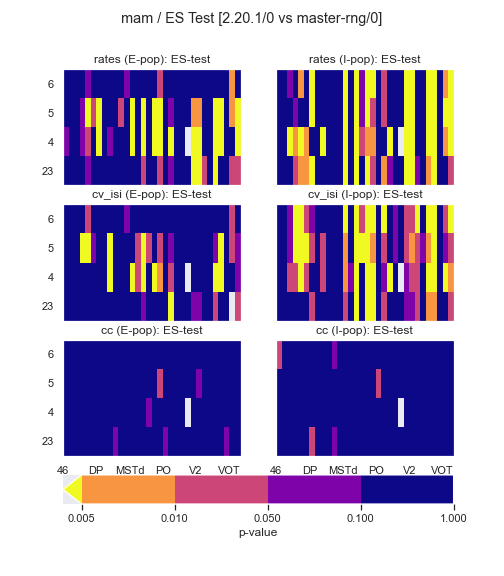 mam / ES Test [2.20.1/0 vs master-rng/0]
rates (E-pop): ES-test
rates (I-pop): ES-test
6
5
4
23
cv_isi (E-pop): ES-test
cv_isi (I-pop): ES-test
6
5
4
23
cc (E-pop): ES-test
cc (I-pop): ES-test
6
5
4
23
46 DP MSTd PO V2 VOT
46 DP MSTd PO V2 VOT
0.005 0.010 0.050 0.100 1.000
p-value